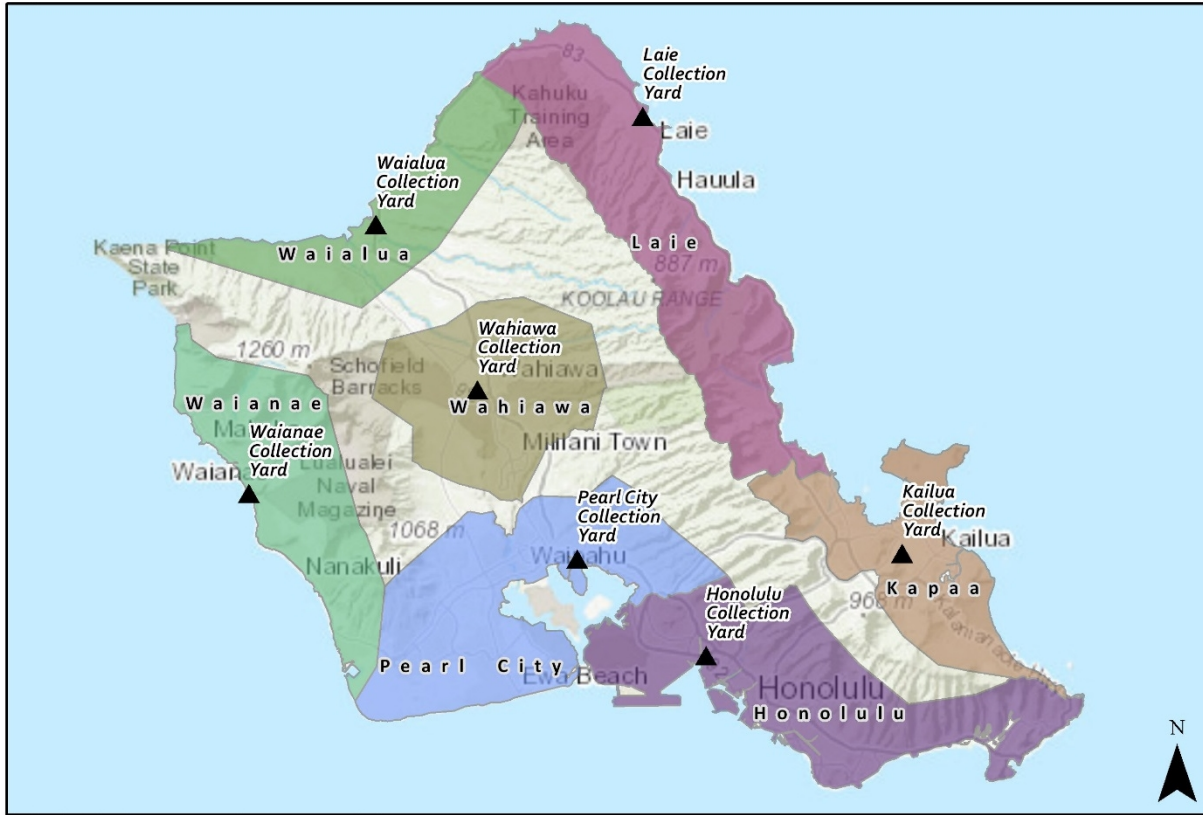 Laie
Collection
Yard
83
Kahuku
Training
Area
Laie
Hauula
Waialua
Collection
Yard
Kaena Point
State
Park
Waialua
Laie
887 m
KOOLAU RANGE
1260 m
Schofield
Barracks
Wahiawa
Collection
Yard
Wahiawa
Mililani Town
Waianae
Waianae
Collection
Yard
Lualualei
Naval
Magazine
1068 m
Nanakuli
Pearl City
Collection
Yard
Waipahu
Kailua
Collection
Yard
Kailua
Kapaa
968 m
Honolulu
Collection
Yard
Pearl City
Ewa Beach
Honolulu
Honolulu
N